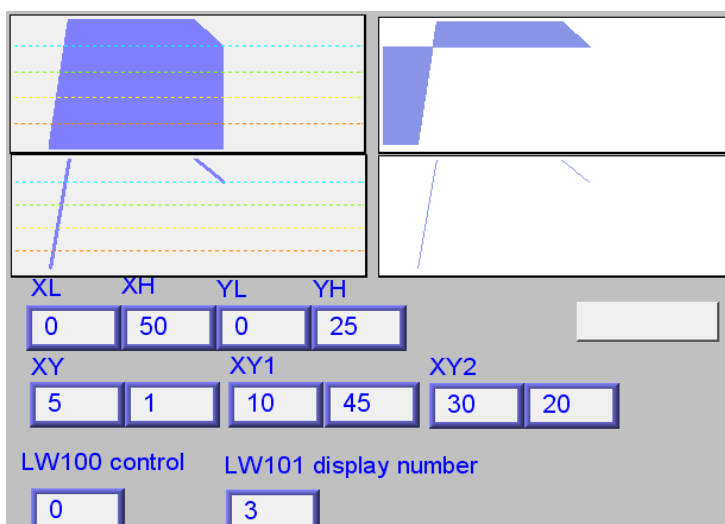 XL XH YL YH
0 50 0 25
XY XY1 XY2
5 1 10 45 30 20
LW100 control LW101 display number
0 3